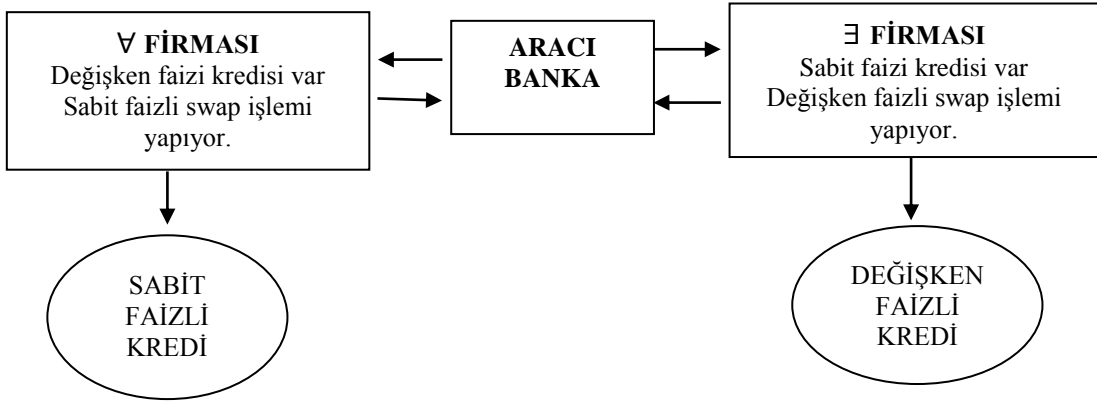 ∀ FİRMASI
Değişken faizi kredisi var
Sabit faizli swap işlemi
yapıyor.
ARACI
BANKA
∃ FİRMASI
Sabit faizi kredisi var
Değişken faizli swap işlemi
yapıyor.
SABİT
FAİZLİ
KREDİ
DEĞİŞKEN
FAİZLİ
KREDİ